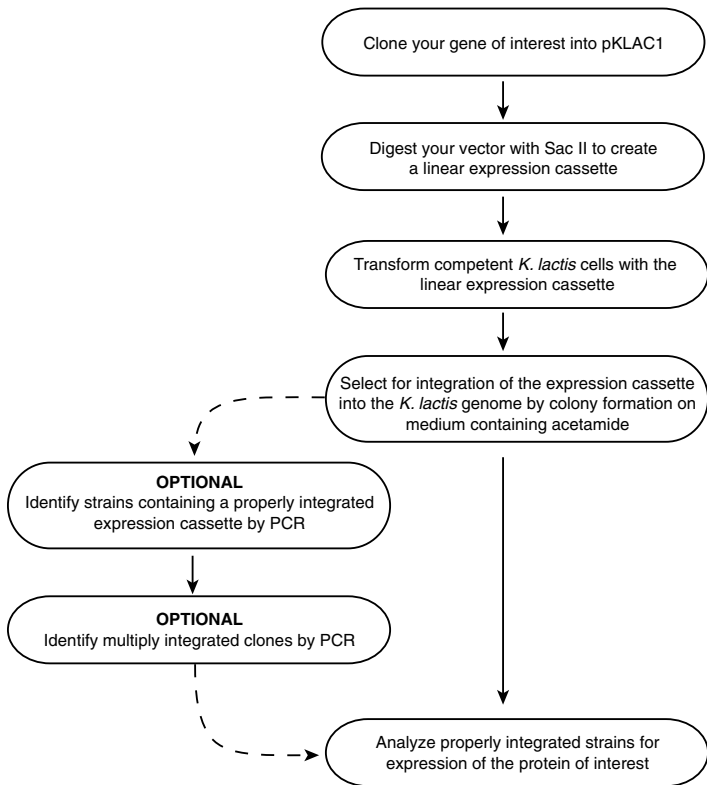 Clone your gene of interest into pKLAC1
Digest your vector with Sac II to create
a linear expression cassette
Transform competent K. lactis cells with the
linear expression cassette
Select for integration of the expression cassette
into the K. lactis genome by colony formation on
medium containing acetamide
OPTIONAL
Identify strains containing a properly integrated
expression cassette by PCR
OPTIONAL
Identify multiply integrated clones by PCR
Analyze properly integrated strains for
expression of the protein of interest